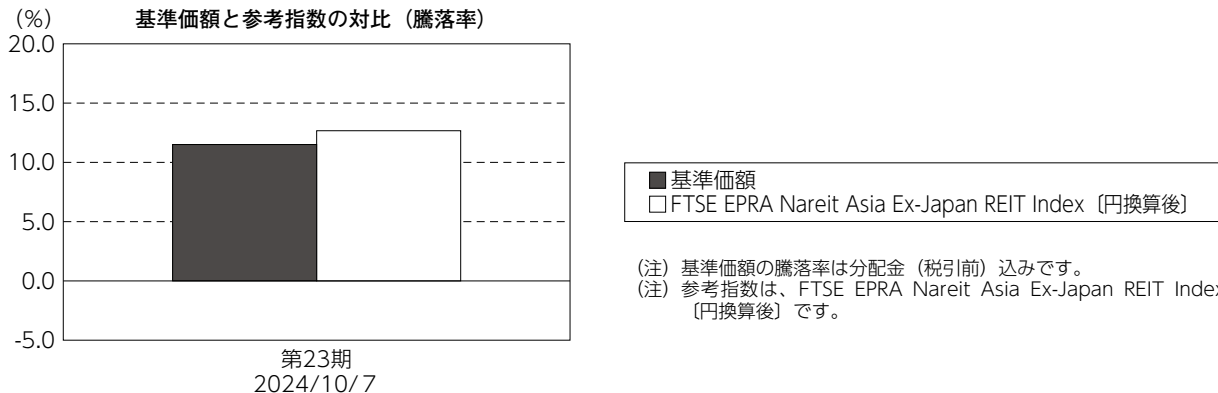 （%）
基準価額と参考指数の対比（騰落率）
20.0
15.0
10.0
5.0
0.0
-5.0
第23期
2024/10/7
■基準価額
□FTSE EPRA Nareit Asia Ex-Japan REIT Index〔円換算後〕
（注）基準価額の騰落率は分配金（税引前）込みです。
（注）参考指数は、FTSE EPRA Nareit Asia Ex-Japan REIT Index
〔円換算後〕です。